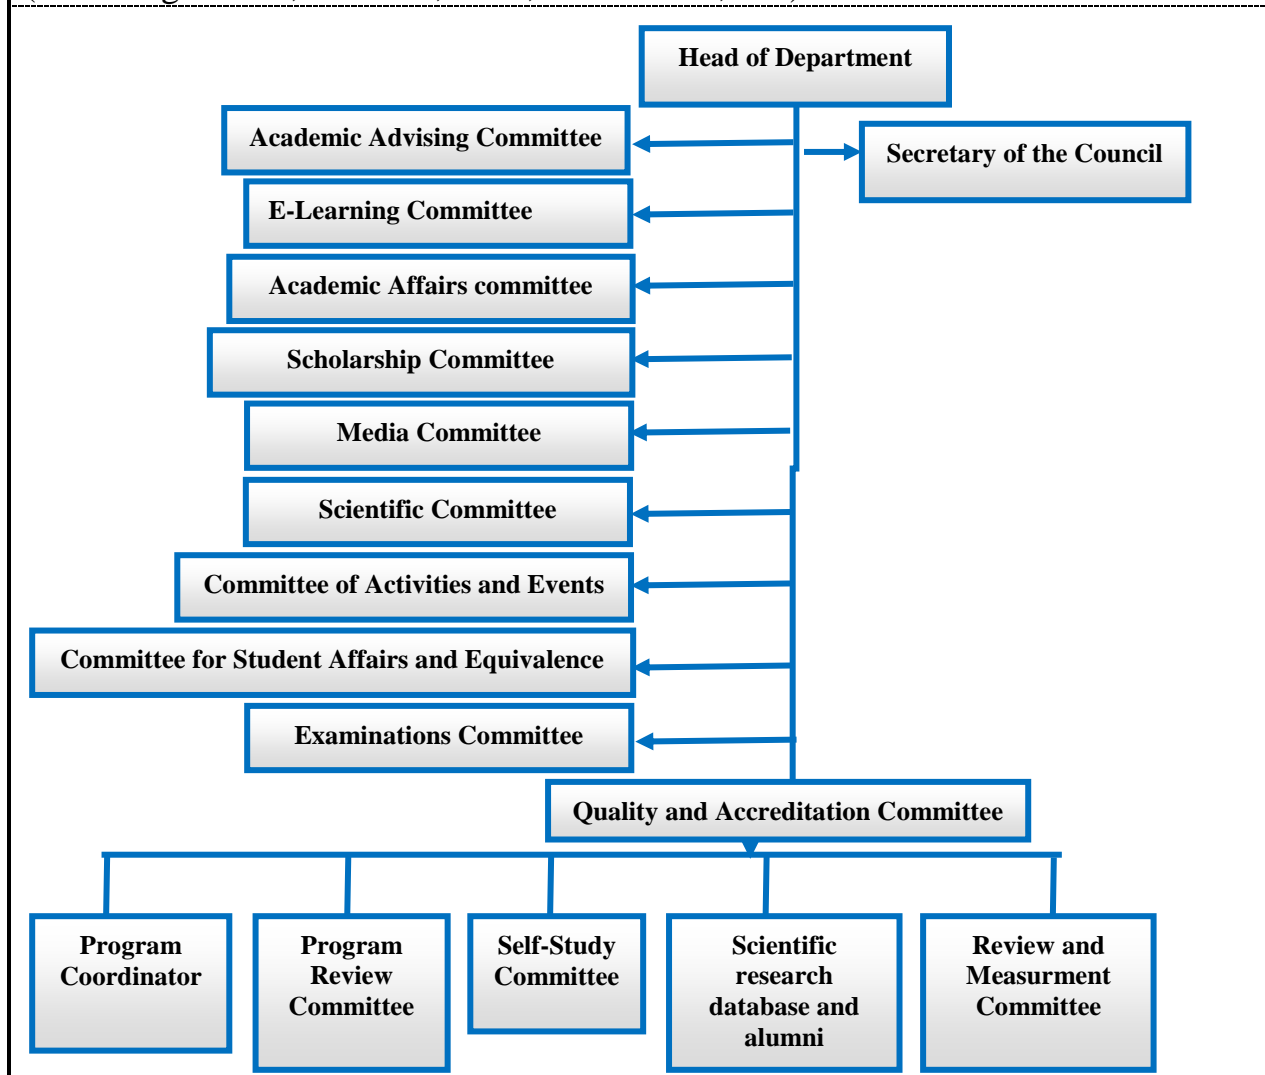 Head of Department
Academic Advising Committee
Secretary of the Council
E-Learning Committee
Academic Affairs committee
Scholarship Committee
Media Committee
Scientific Committee
Committee of Activities and Events
Committee for Student Affairs and Equivalence
Examinations Committee
Quality and Accreditation Committee
Program
Coordinator
Program
Review
Committee
Self-Study
Committee
Scientific
research
database and
alumni
Review and
Measurment
Committee